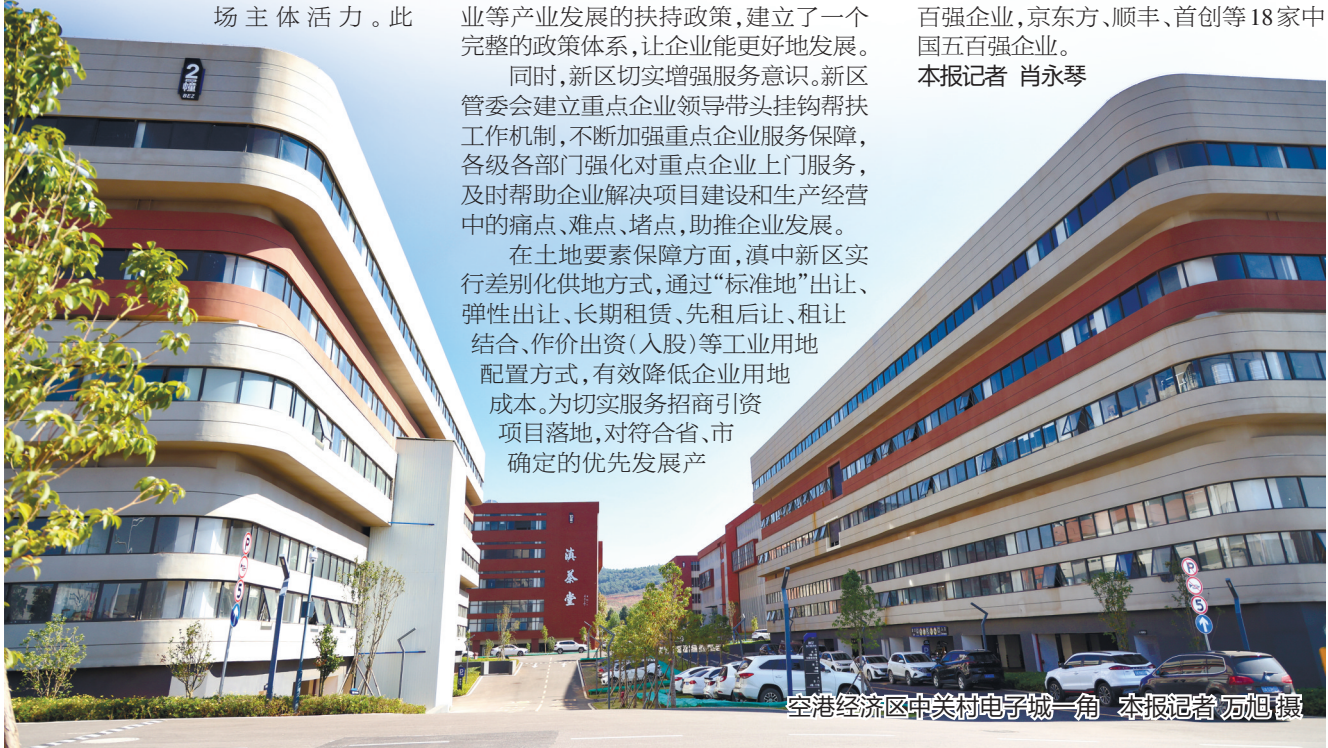 场主体活力。此
业等产业发展的扶持政策,建立了一个
完整的政策体系,让企业能更好地发展。
同时,新区切实增强服务意识。新区
管委会建立重点企业领导带头挂钩帮扶
工作机制,不断加强重点企业服务保障,
各级各部门强化对重点企业上门服务,
及时帮助企业解决项目建设和生产经营
中的痛点、难点、堵点,助推企业发展。
在土地要素保障方面,滇中新区实
行差别化供地方式,通过“标准地”出让、
弹性出让、长期租赁、先租后让、租让
结合、作价出资(入股)等工业用地
配置方式,有效降低企业用地
成本。为切实服务招商引资
项目落地,对符合省、市
确定的优先发展产
百强企业,京东方、顺丰、首创等18家中
国五百强企业。
本报记者 肖永琴
2幢
BEZ
滇茶堂
P
5
P
5
空港经济区中关村电子城一角 本报记者 万旭 摄